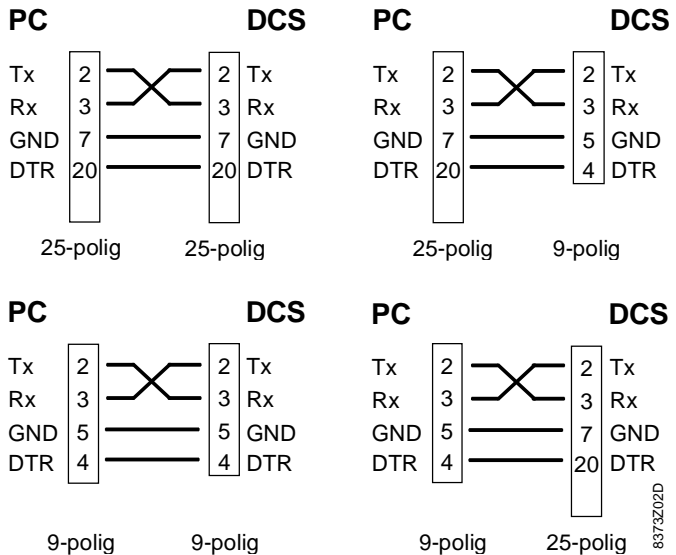 PC DCS
Tx 2 2 Tx
Rx 3 3 Rx
GND 7 7 GND
DTR 20 20 DTR
25-polig 25-polig
PC DCS
Tx 2 2 Tx
Rx 3 3 Rx
GND 7 5 GND
DTR 20 4 DTR
25-polig 9-polig
PC DCS
Tx 2 2 Tx
Rx 3 3 Rx
GND 5 5 GND
DTR 4 4 DTR
9-polig 9-polig
PC DCS
Tx 2 2 Tx
Rx 3 3 Rx
GND 5 7 GND
DTR 4 20 DTR
9-polig 25-polig
8373Z02D